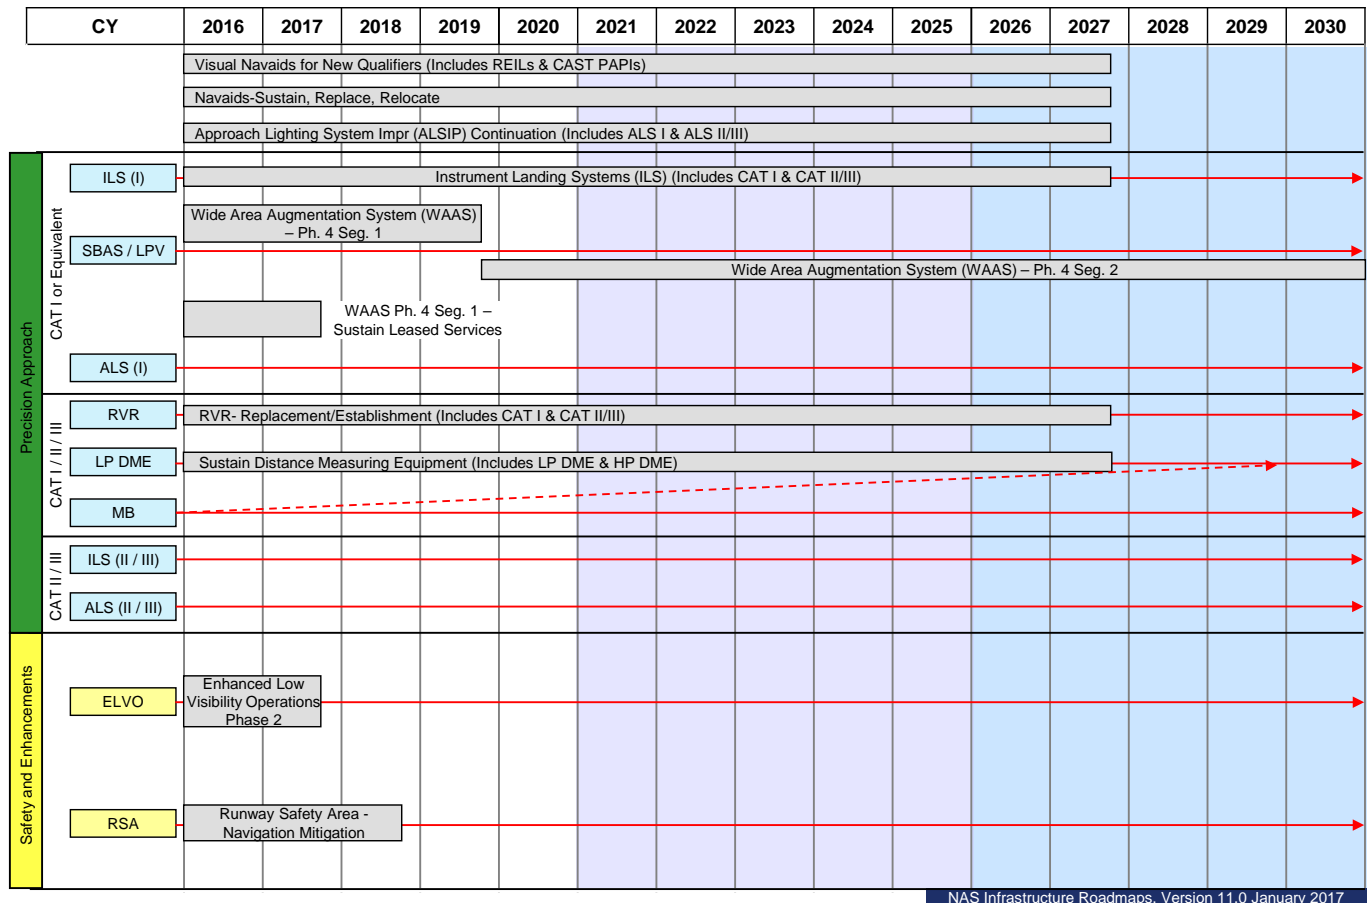 CY 2016 2017 2018 2019 2020 2021 2022 2023 2024 2025 2026 2027 2028 2029 2030
Visual Navaids for New Qualifiers (Includes REILs & CAST PAPIs)
Navaids-Sustain, Replace, Relocate
Approach Lighting System Impr (ALSIP) Continuation (Includes ALS I & ALS II/III)
Precision Approach
CAT I or Equivalent
ILS (I)
Instrument Landing Systems (ILS) (Includes CAT I & CAT II/III)
Wide Area Augmentation System (WAAS)
– Ph. 4 Seg. 1
SBAS / LPV
Wide Area Augmentation System (WAAS) – Ph. 4 Seg. 2
WAAS Ph. 4 Seg. 1 –
Sustain Leased Services
ALS (I)
CAT I / II / III
RVR
RVR- Replacement/Establishment (Includes CAT I & CAT II/III)
LP DME
Sustain Distance Measuring Equipment (Includes LP DME & HP DME)
MB
CAT II / III
ILS (II / III)
ALS (II / III)
Safety and Enhancements
ELVO
Enhanced Low
Visibility Operations
Phase 2
RSA
Runway Safety Area -
Navigation Mitigation
NAS Infrastructure Roadmaps, Version 11.0 January 2017